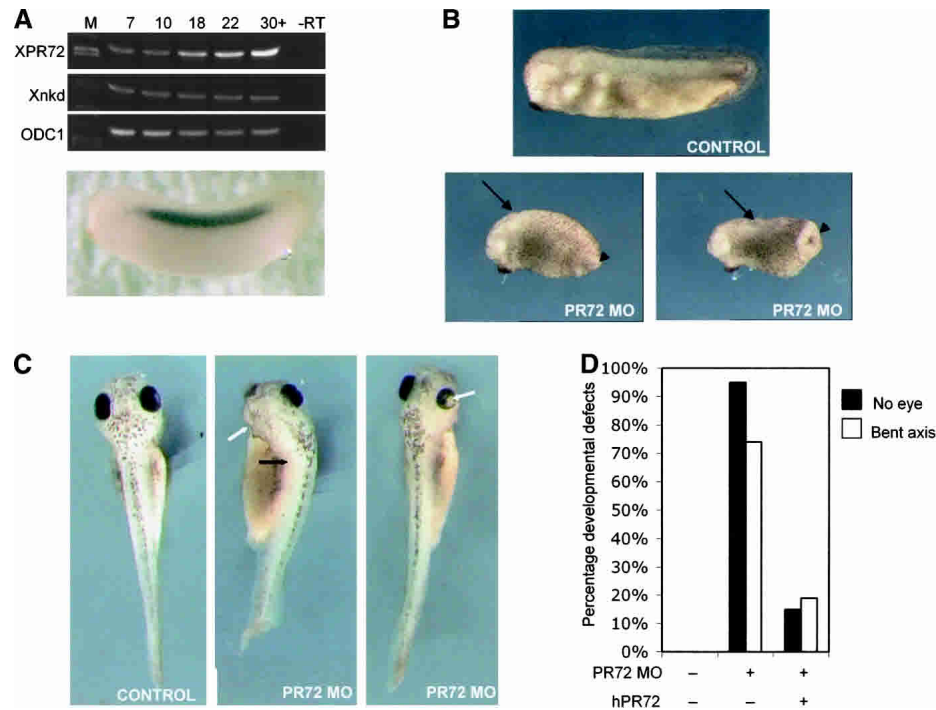 A
M 7 10 18 22 30+ -RT
XPR72
Xnkd
ODC1
B
CONTROL
PR72 MO
PR72 MO
C
CONTROL
PR72 MO
PR72 MO
D
Percentage developmental defects
100%
90%
80%
70%
60%
50%
40%
30%
20%
10%
0%
No eye
Bent axis
PR72 MO – + +
hPR72 – – +